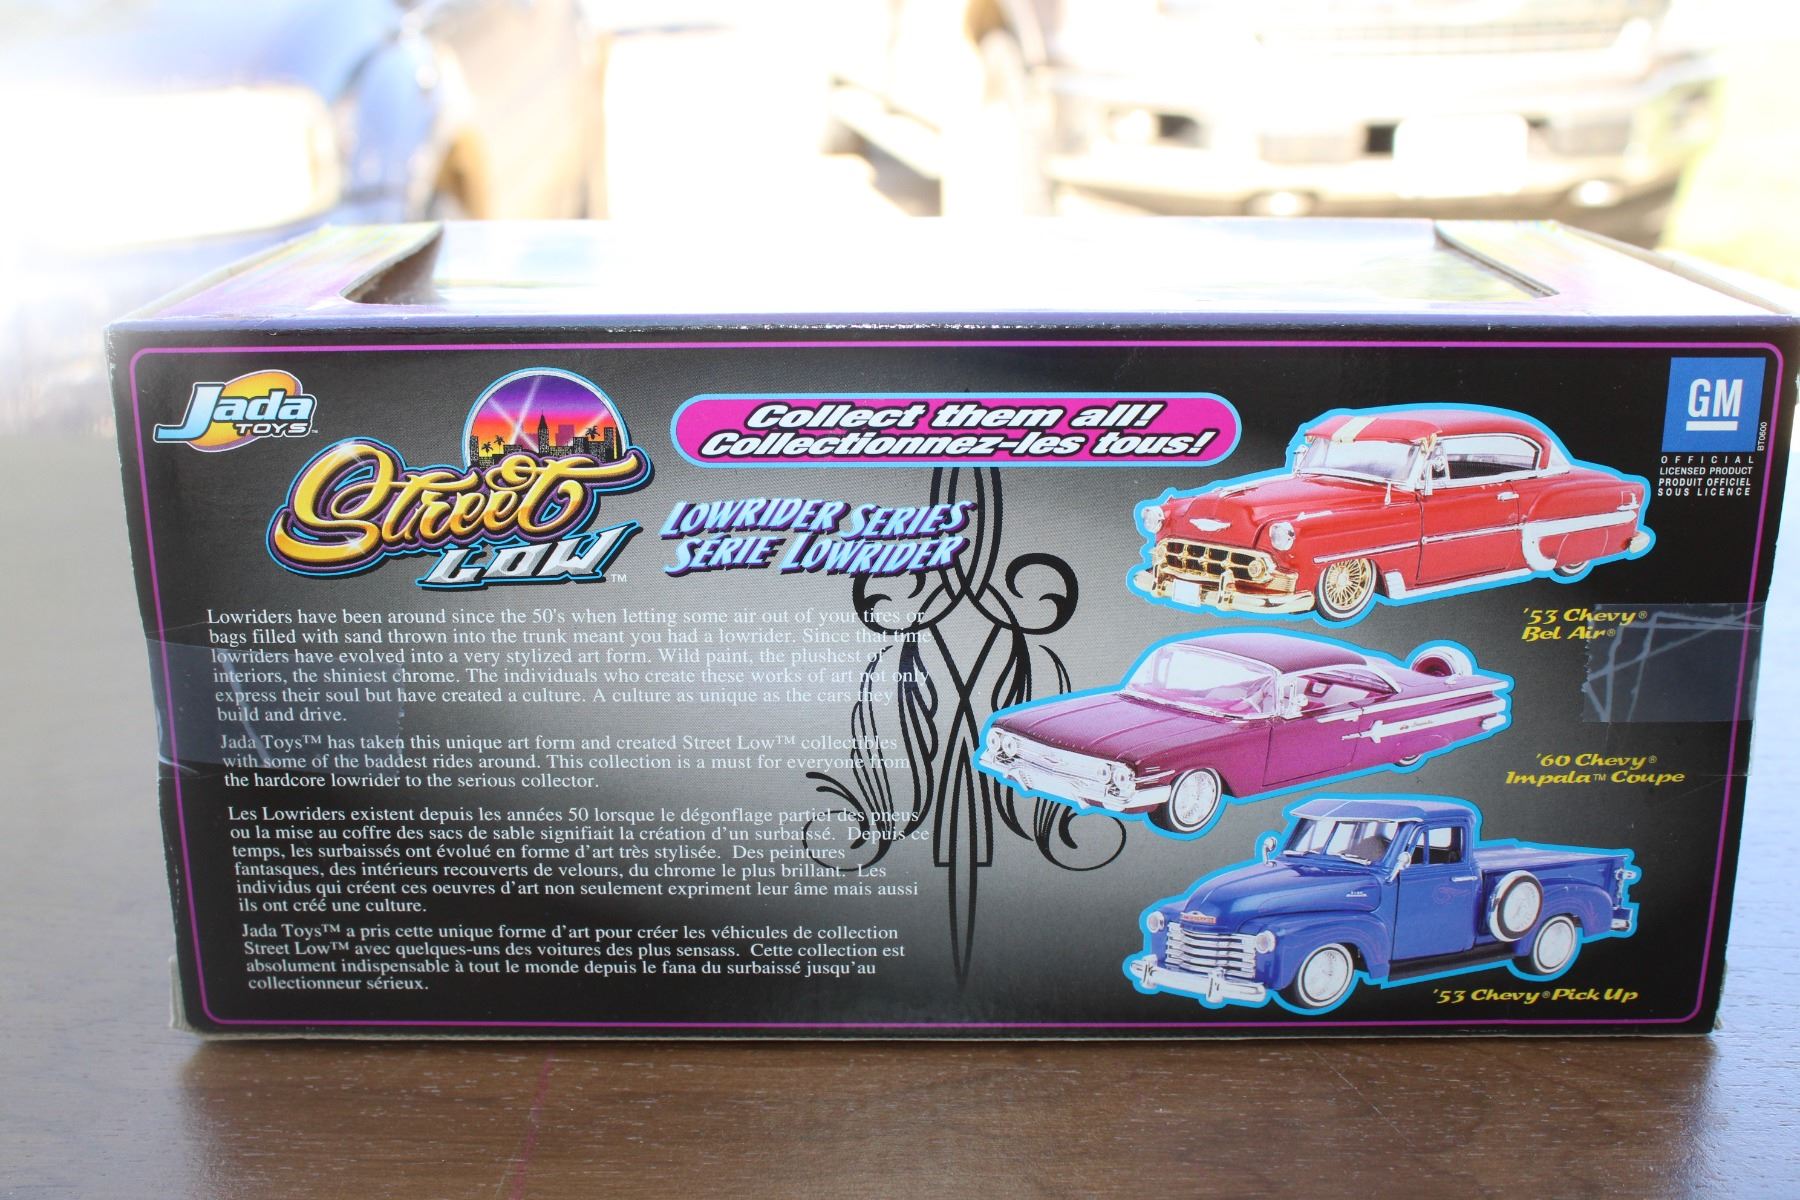 Jada
TOYS™
Street
LOW™
Collect them all!
Collectionnez-les tous!
LOWRIDER SERIES
SÉRIE LOWRIDER
GM
BT0600
OFFICIAL
LICENSED PRODUCT
PRODUIT OFFICIEL
SOUS LICENCE
Lowriders have been around since the 50's when letting some air out of your tires or
bags filled with sand thrown into the trunk meant you had a lowrider. Since that time
lowriders have evolved into a very stylized art form. Wild paint, the plushest of
interiors, the shiniest chrome. The individuals who create these works of art not only
express their soul but have created a culture. A culture as unique as the cars they
build and drive.
Jada Toys™ has taken this unique art form and created Street Low™ collectibles
with some of the baddest rides around. This collection is a must for everyone from
the hardcore lowrider to the serious collector.
Les Lowriders existent depuis les années 50 lorsque le dégonflage partiel des pneus
ou la mise au coffre des sacs de sable signifiait la création d'un surbaissé. Depuis ce
temps, les surbaissés ont évolué en forme d'art très stylisée. Des peintures
fantasques, des intérieurs recouverts de velours, du chrome le plus brillant. Les
individus qui créent ces oeuvres d'art non seulement expriment leur âme mais aussi
ils ont créé une culture.
Jada Toys™ a pris cette unique forme d'art pour créer les véhicules de collection
Street Low™ avec quelques-uns des voitures des plus sensass. Cette collection est
absolument indispensable à tout le monde depuis le fana du surbaissé jusqu'au
collectionneur sérieux.
'53 Chevy®
Bel Air®
'60 Chevy®
Impala™ Coupe
'53 Chevy® Pick Up